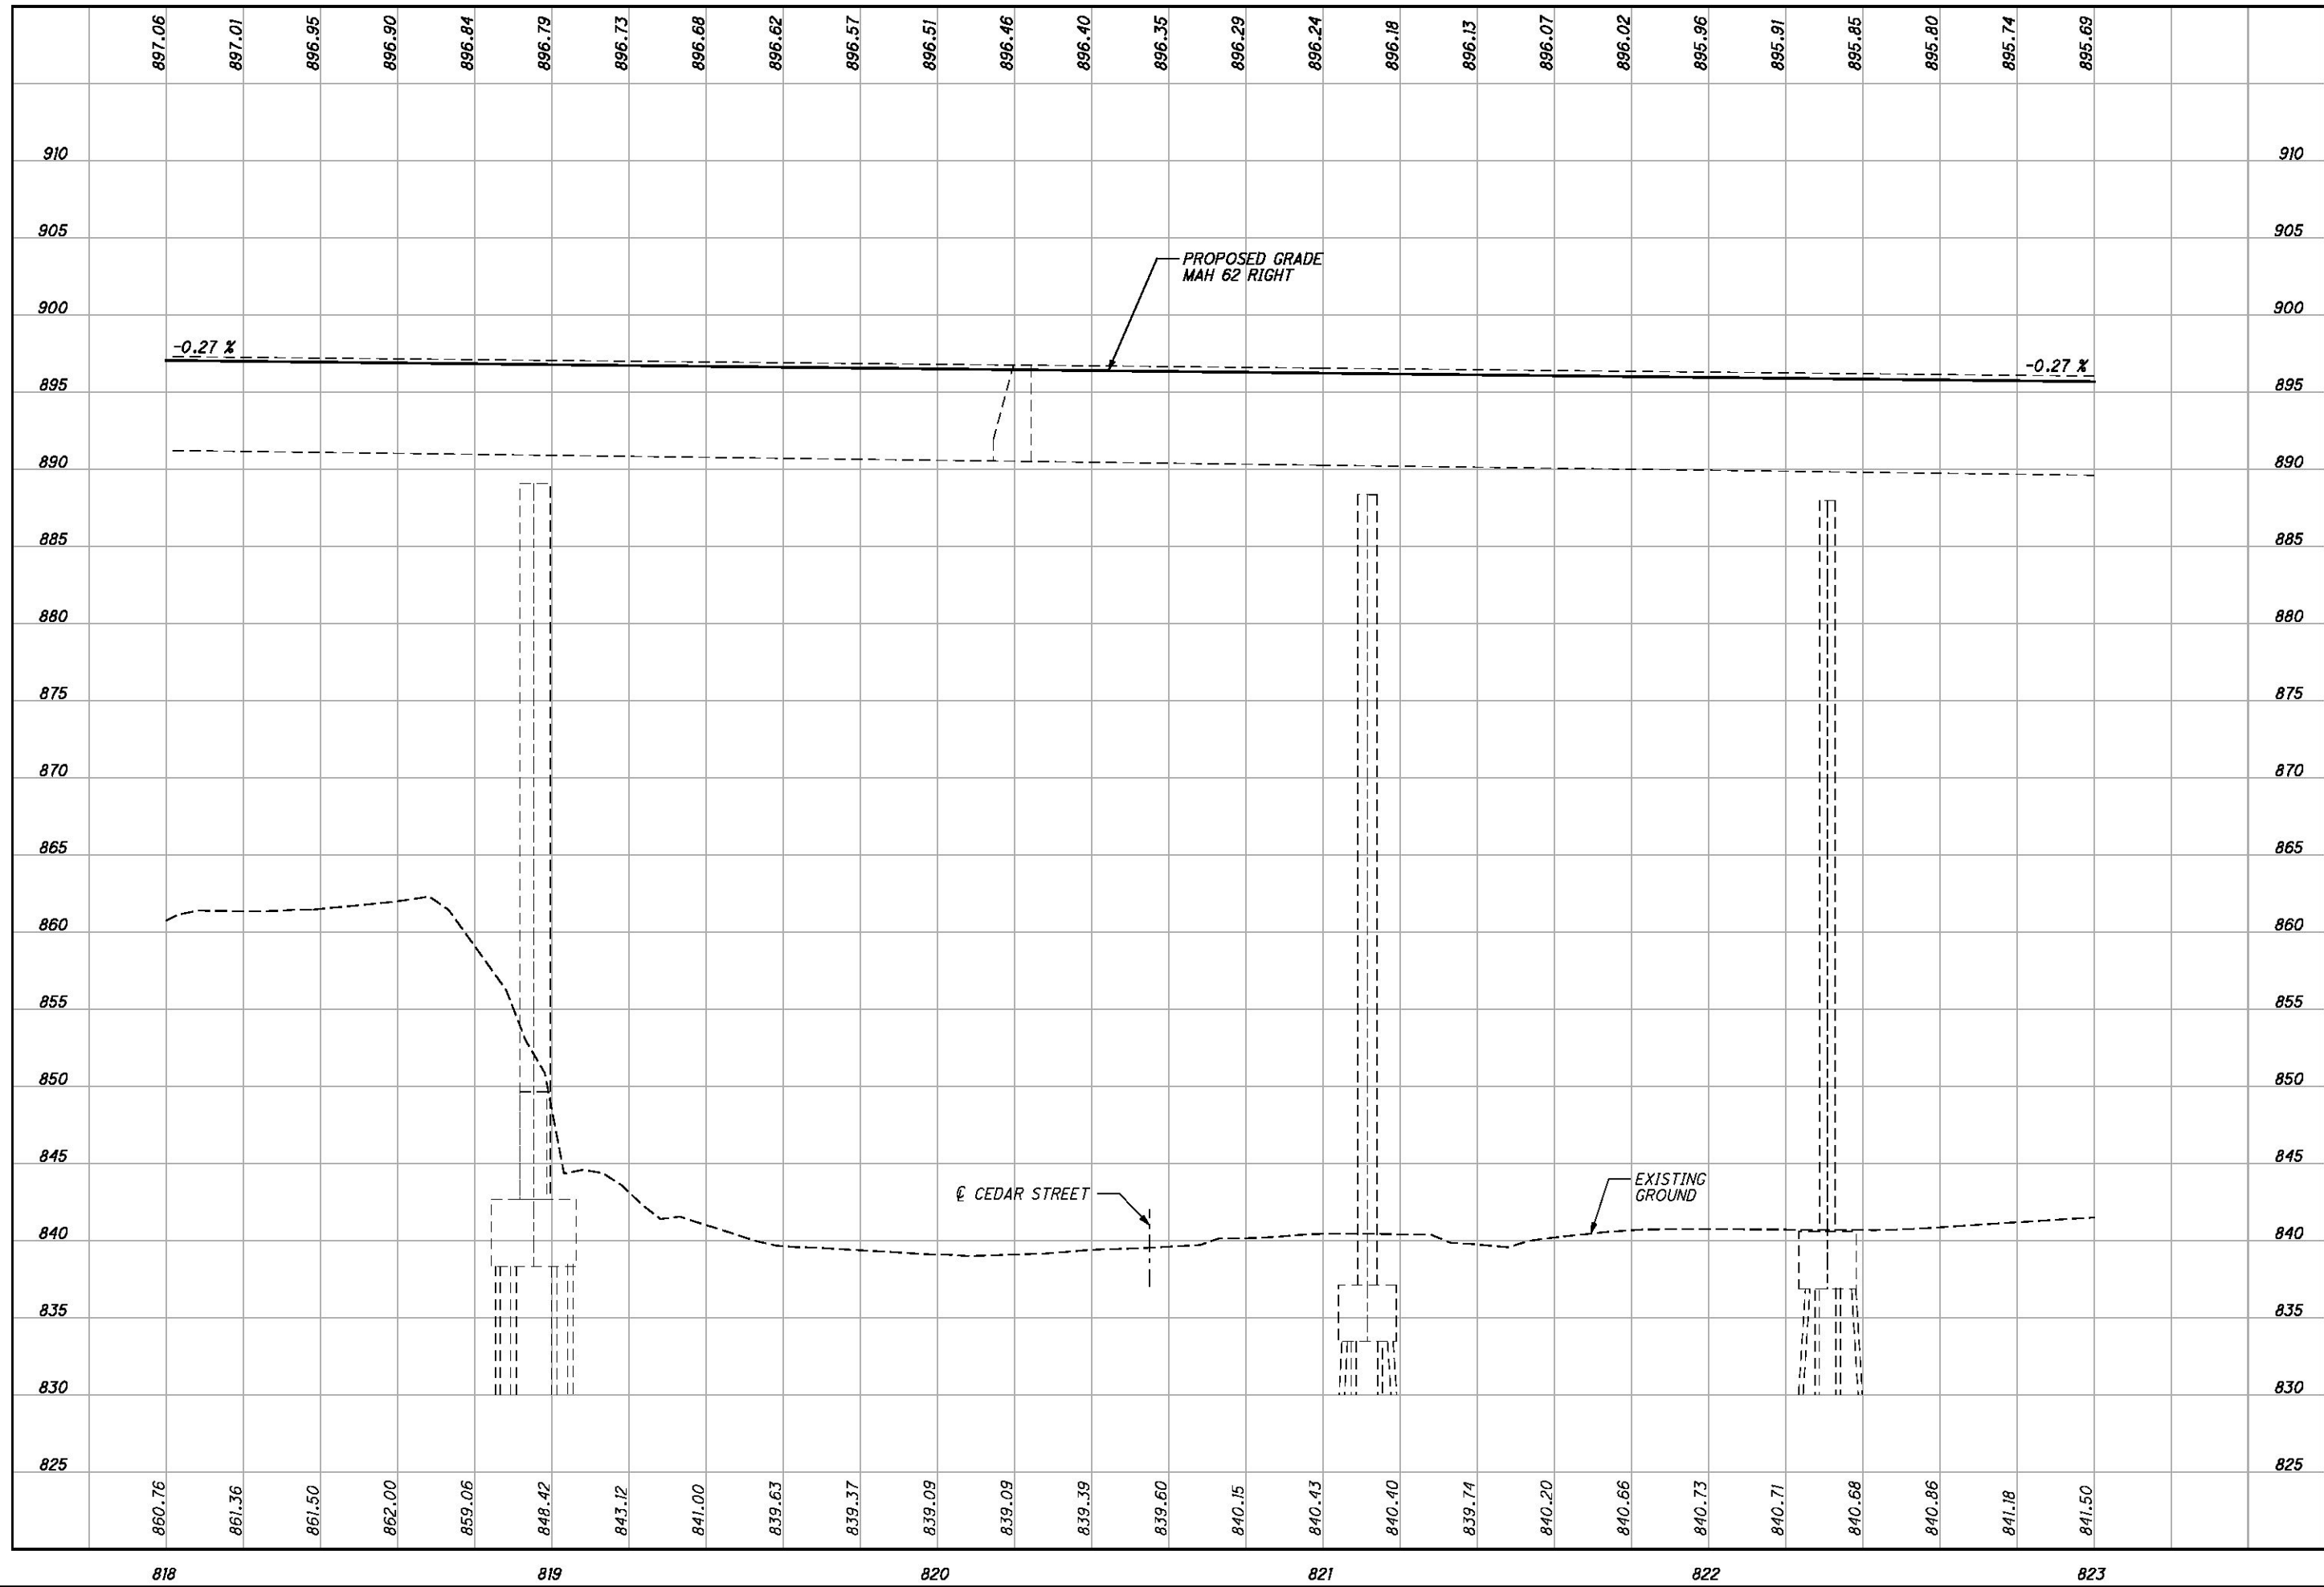 897.06 897.01 896.95 896.90 896.84 896.79 896.73 896.68 896.62 896.57 896.51 896.46 896.40 896.35 896.29 896.24 896.18 896.13 896.07 896.02 895.96 895.91 895.85 895.80 895.74 895.69
910 910
905 905
PROPOSED GRADE
MAH 62 RIGHT
900 900
-0.27 % -0.27 %
895 895
890 890
885 885
880 880
875 875
870 870
865 865
860 860
855 855
850 850
845 845
℄ CEDAR STREET
EXISTING
GROUND
840 840
835 835
830 830
825 825
860.76 861.36 861.50 862.00 859.06 848.42 843.12 841.00 839.63 839.37 839.09 839.09 839.39 839.60 840.15 840.43 840.40 839.74 840.20 840.66 840.73 840.71 840.68 840.86 841.18 841.50
818 819 820 821 822 823